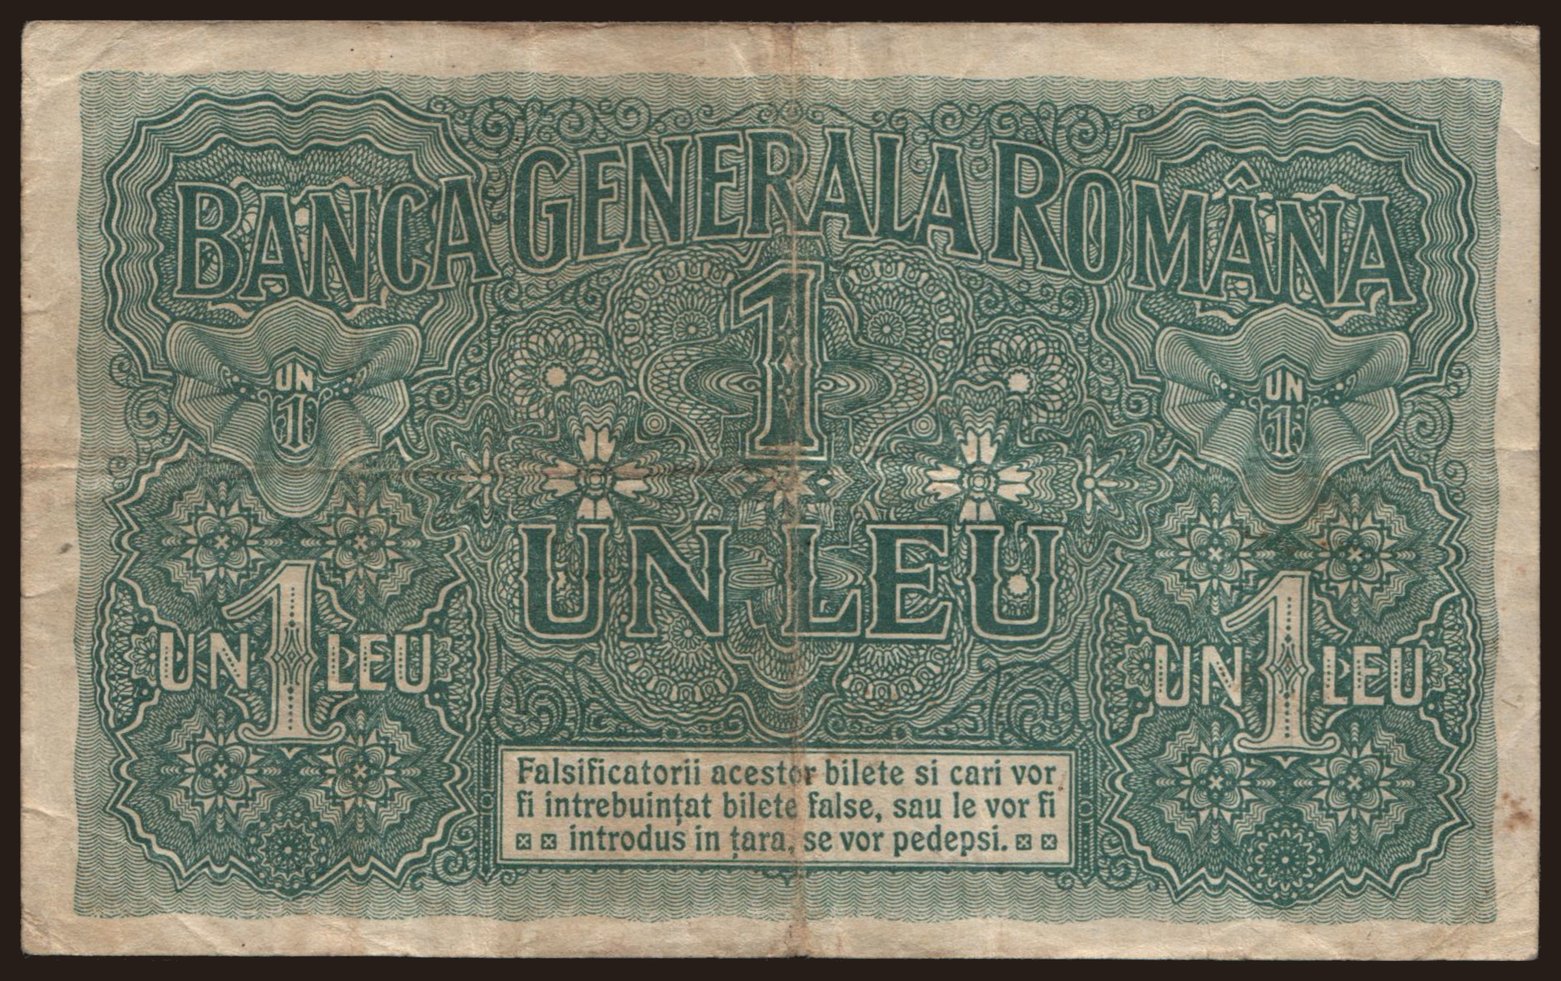 BANCA GENERALA ROMÂNA
1
UN
1
UN
1
UN LEU
UN 1 LEU
UN 1 LEU
Falsificatorii acestor bilete si cari vor
fi intrebuințat bilete false, sau le vor fi
introdus in țara, se vor pedepsi.